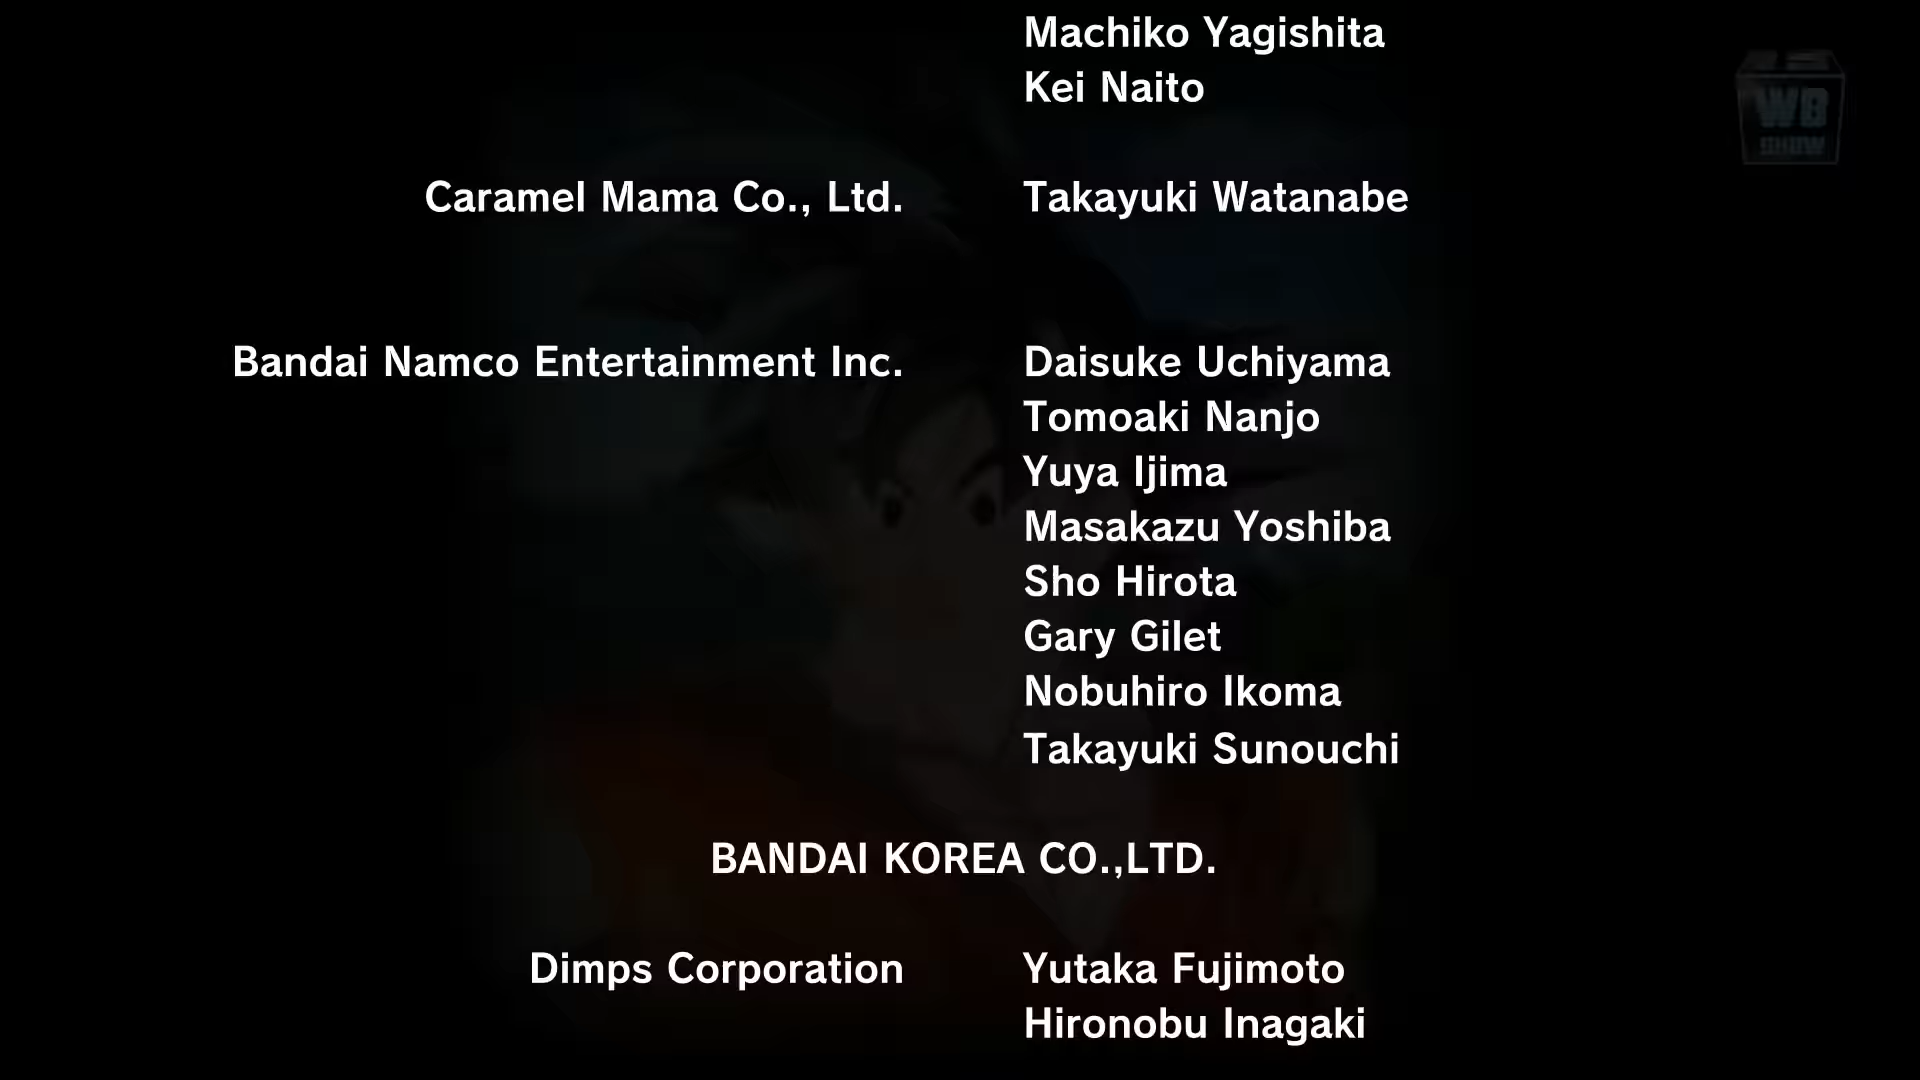 Machiko Yagishita
Kei Naito
WB
SHOW
Caramel Mama Co., Ltd. Takayuki Watanabe
Bandai Namco Entertainment Inc. Daisuke Uchiyama
Tomoaki Nanjo
Yuya Ijima
Masakazu Yoshiba
Sho Hirota
Gary Gilet
Nobuhiro Ikoma
Takayuki Sunouchi
BANDAI KOREA CO.,LTD.
Dimps Corporation Yutaka Fujimoto
Hironobu Inagaki